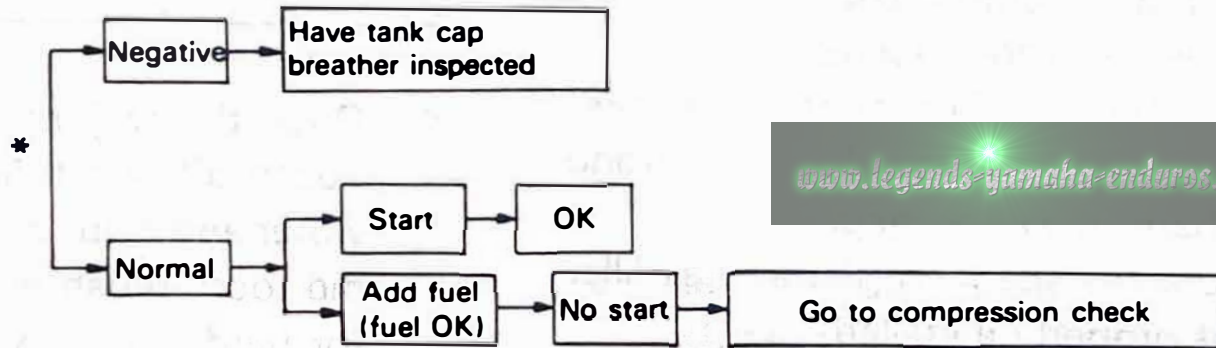 Negative
Have tank cap
breather inspected
*
www.legends-yamaha-enduros.
Start
OK
Normal
Add fuel
(fuel OK)
No start
Go to compression check